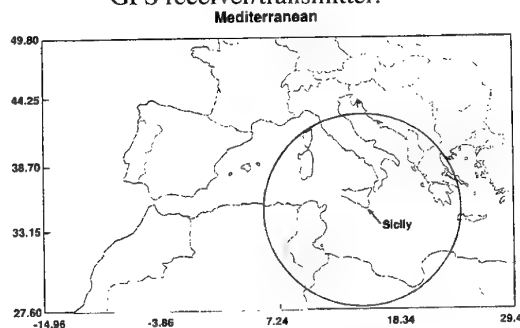 GPS receiver/transmitter.
Mediterranean
49.80
44.25
38.70
33.15
27.60
Sicily
-14.96 -3.86 7.24 18.34 29.4